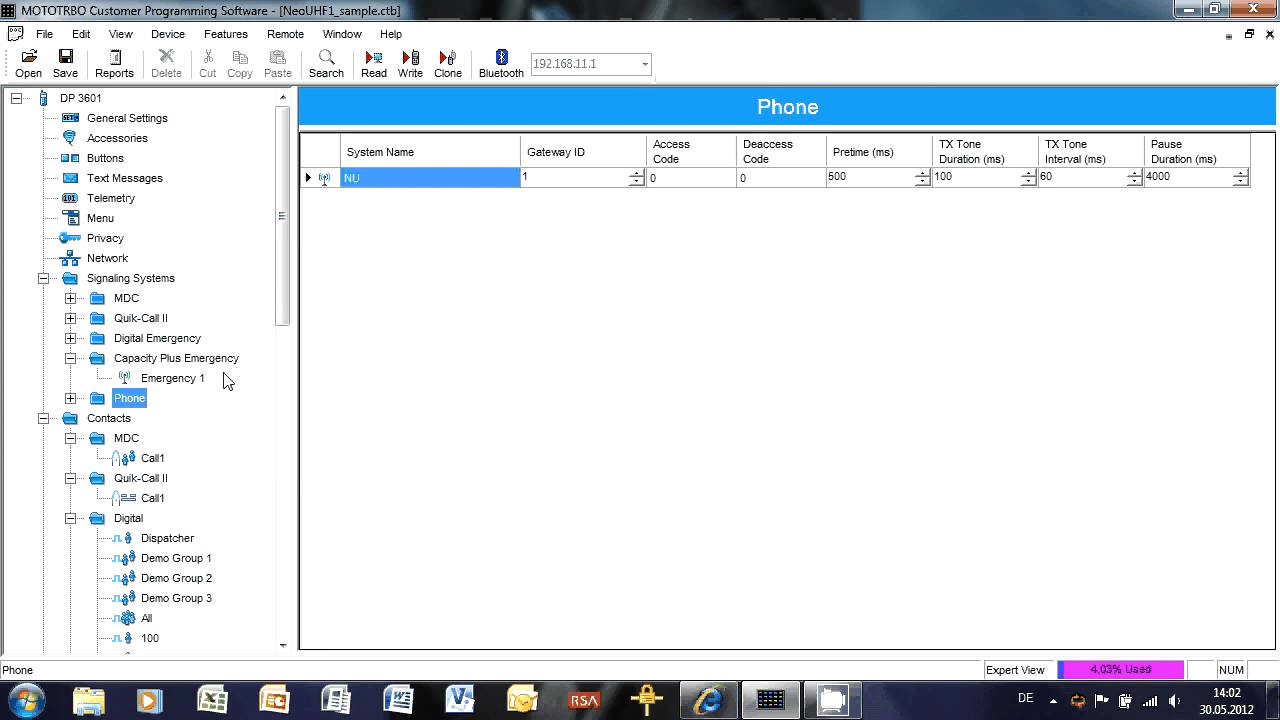 MOTOTRBO Customer Programming Software - [NeoUHF1_sample.ctb]
File Edit View Device Features Remote Window Help
Open Save Reports Delete Cut Copy Paste Search Read Write Clone Bluetooth 192.168.11.1
DP 3601
General Settings
Accessories
Buttons
Text Messages
Telemetry
Menu
Privacy
Network
Signaling Systems
MDC
Quik-Call II
Digital Emergency
Capacity Plus Emergency
Emergency 1
Phone
Contacts
MDC
Call1
Quik-Call II
Call1
Digital
Dispatcher
Demo Group 1
Demo Group 2
Demo Group 3
All
100
Phone
System Name Gateway ID Access Code Deaccess Code Pretime (ms) TX Tone Duration (ms) TX Tone Interval (ms) Pause Duration (ms)
NU 1 0 0 500 100 60 4000
Phone Expert View 4.03% Used NUM
RSA DE 14:02
30.05.2012